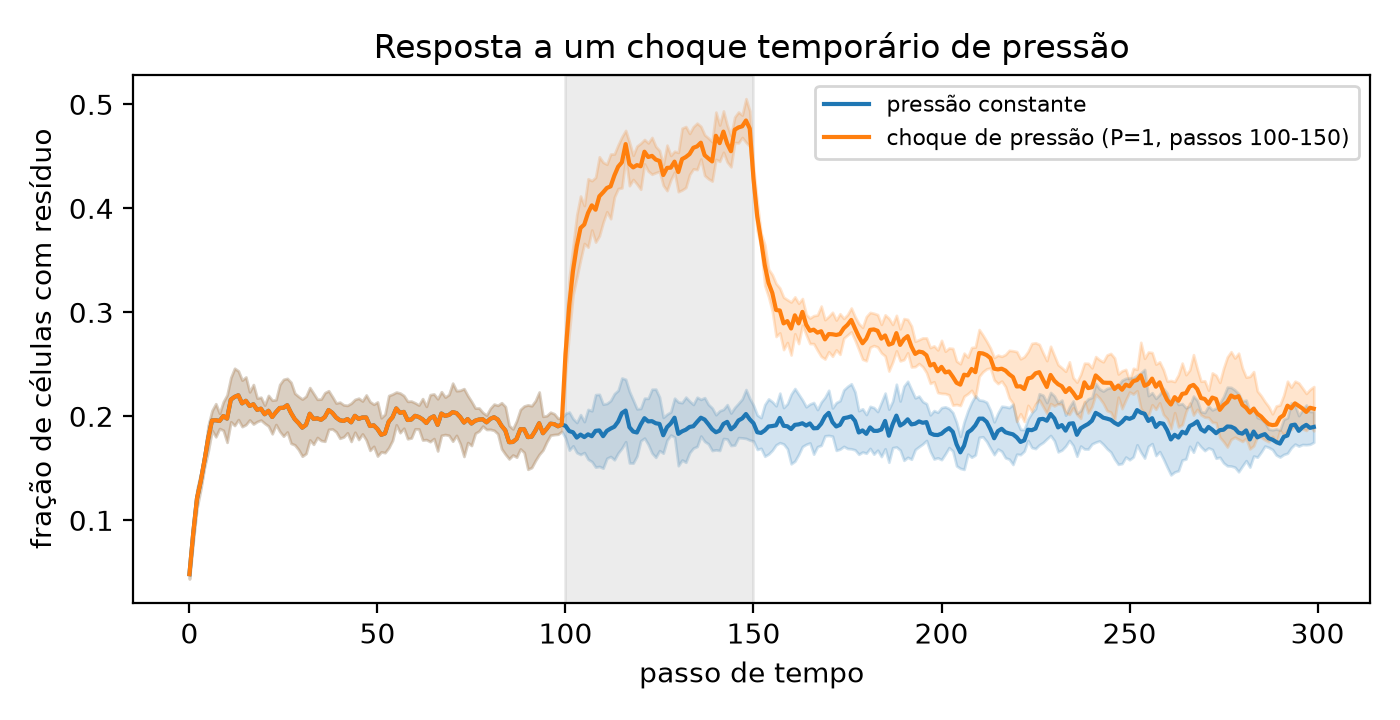 Resposta a um choque temporário de pressão
pressão constante
choque de pressão (P=1, passos 100-150)
fração de células com resíduo
0.5
0.4
0.3
0.2
0.1
0 50 100 150 200 250 300
passo de tempo